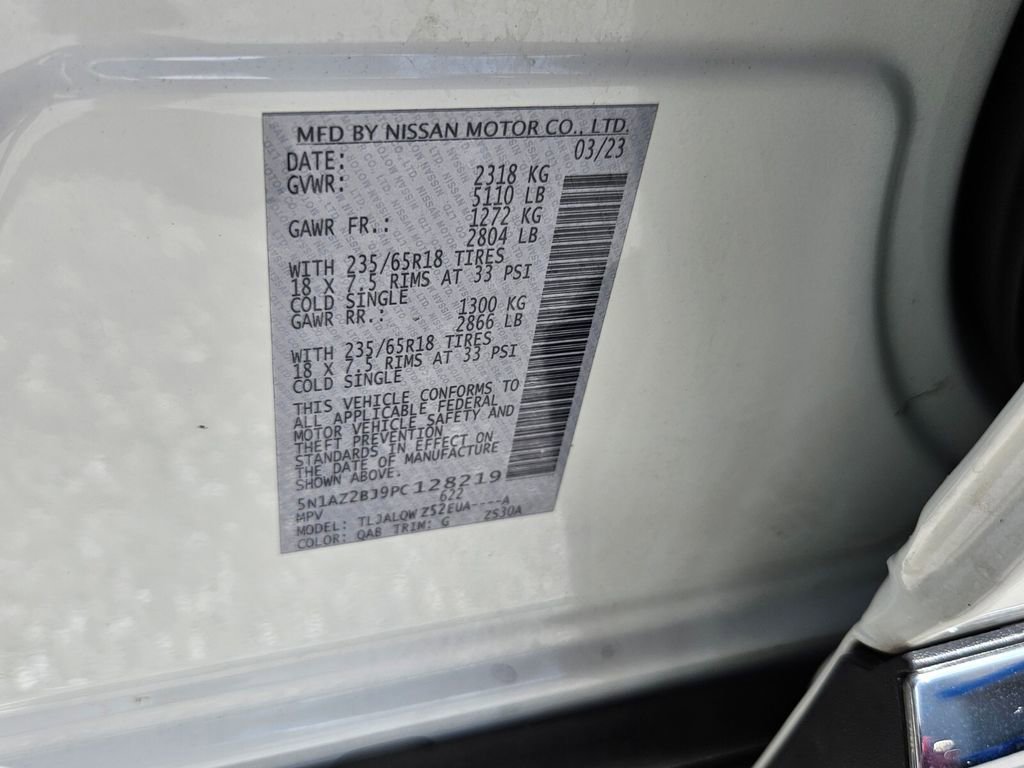 MFD BY NISSAN MOTOR CO., LTD.
DATE: 03/23
GVWR: 2318 KG
5110 LB
GAWR FR.: 1272 KG
2804 LB
WITH 235/65R18 TIRES
18 X 7.5 RIMS AT 33 PSI
COLD SINGLE
GAWR RR.: 1300 KG
2866 LB
WITH 235/65R18 TIRES
18 X 7.5 RIMS AT 33 PSI
COLD SINGLE
THIS VEHICLE CONFORMS TO
ALL APPLICABLE FEDERAL
MOTOR VEHICLE SAFETY AND
THEFT PREVENTION
STANDARDS IN EFFECT ON
THE DATE OF MANUFACTURE
SHOWN ABOVE.
5N1AZ2BJ9PC128219
MPV 622
MODEL: TLJALQW Z52EUA----A
COLOR: QAB TRIM: G Z530A